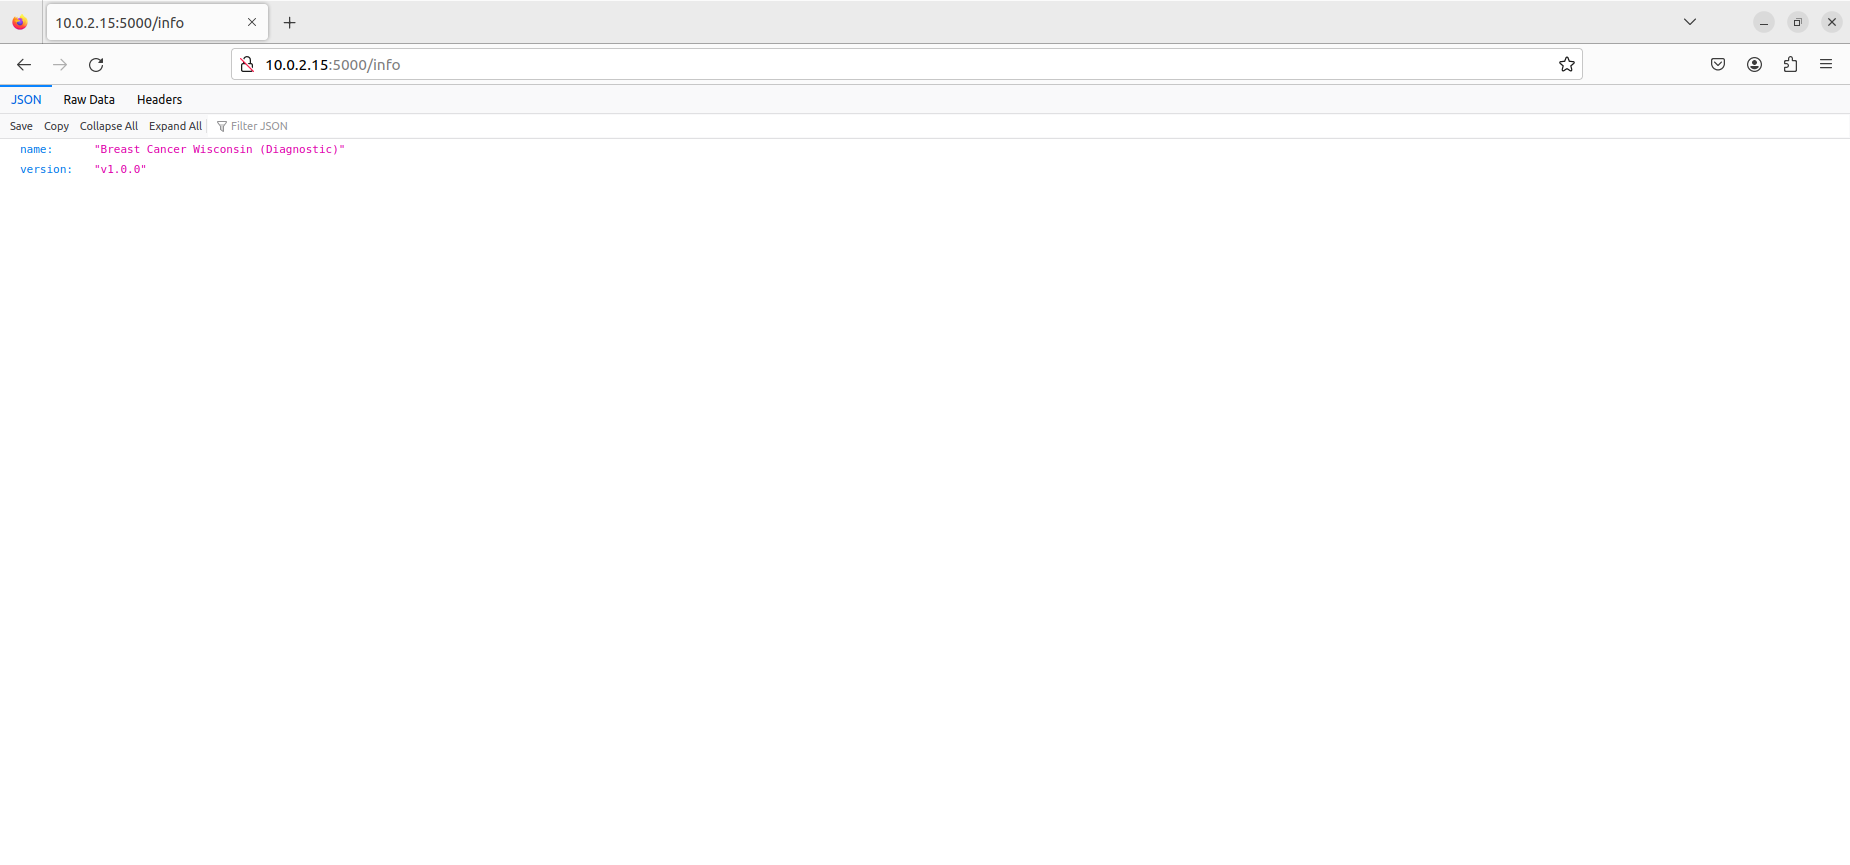 10.0.2.15:5000/info
10.0.2.15:5000/info
JSON Raw Data Headers
Save Copy Collapse All Expand All Filter JSON
name: "Breast Cancer Wisconsin (Diagnostic)"
version: "v1.0.0"